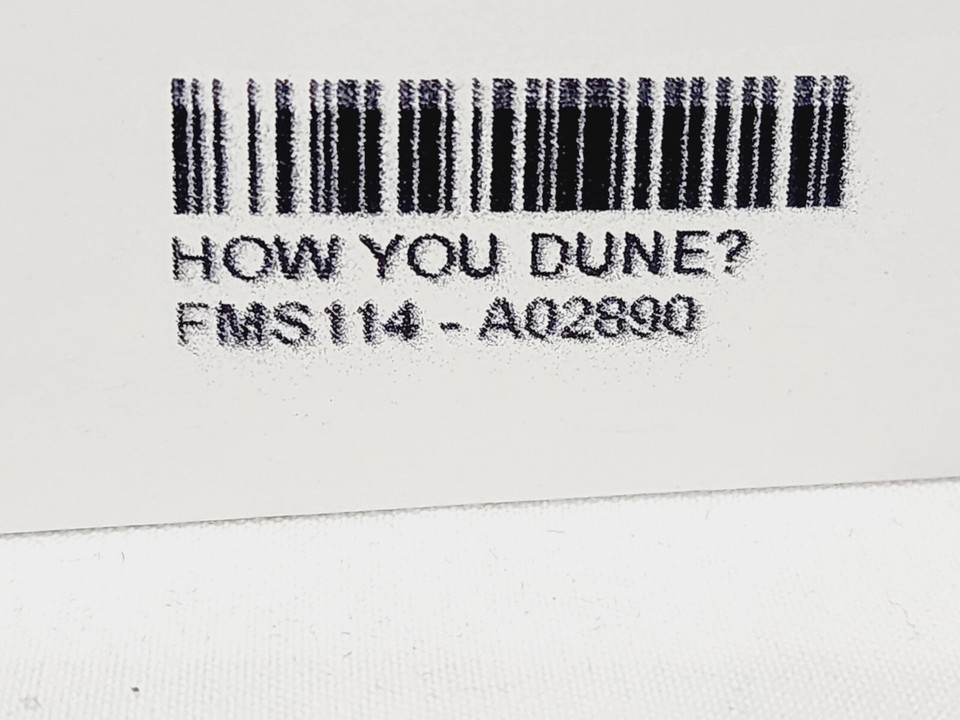 HOW YOU DUNE?
FMS114 - A02890